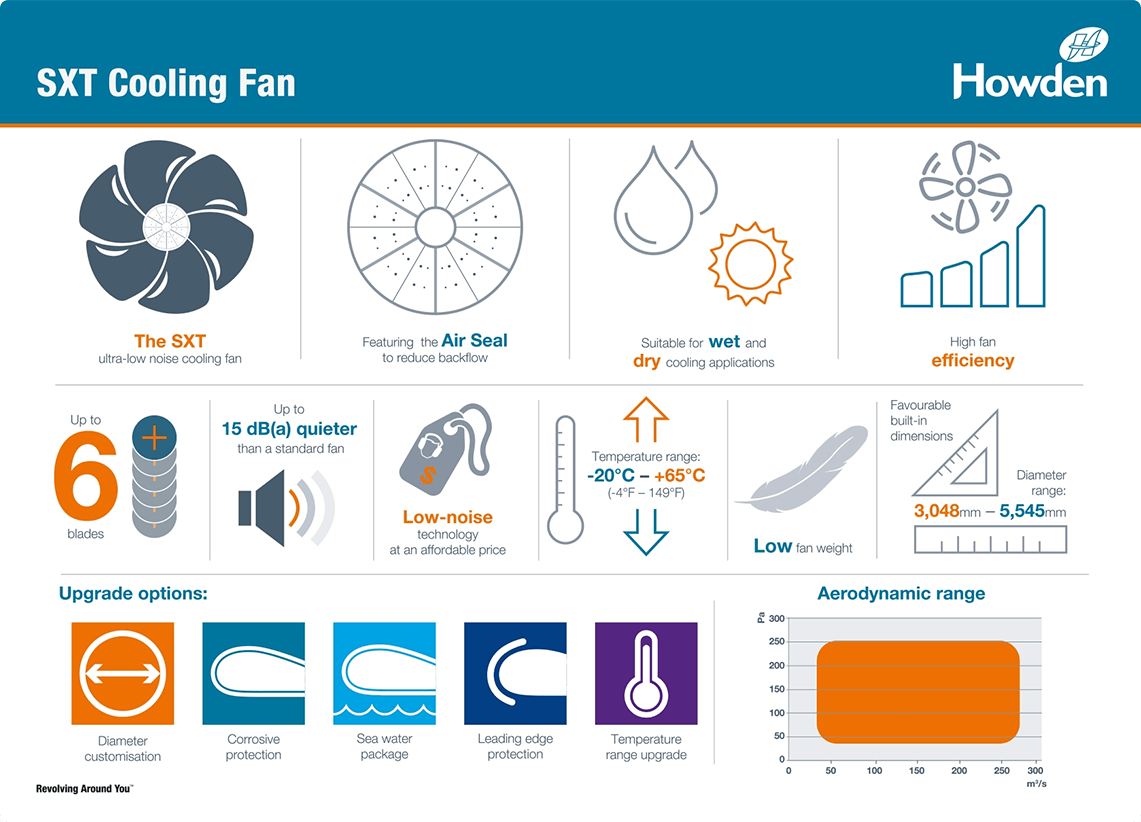 SXT Cooling Fan
Howden
The SXT
ultra-low noise cooling fan
Featuring the Air Seal
to reduce backflow
Suitable for wet and
dry cooling applications
High fan
efficiency
Up to
6
blades
Up to
15 dB(a) quieter
than a standard fan
S
Low-noise
technology
at an affordable price
Temperature range:
-20°C – +65°C
(-4°F – 149°F)
Low fan weight
Favourable
built-in
dimensions
Diameter
range:
3,048mm – 5,545mm
Upgrade options:
Diameter
customisation
Corrosive
protection
Sea water
package
Leading edge
protection
Temperature
range upgrade
Aerodynamic range
Pa
300
250
200
150
100
50
0
0 50 100 150 200 250 300
m³/s
Revolving Around You™